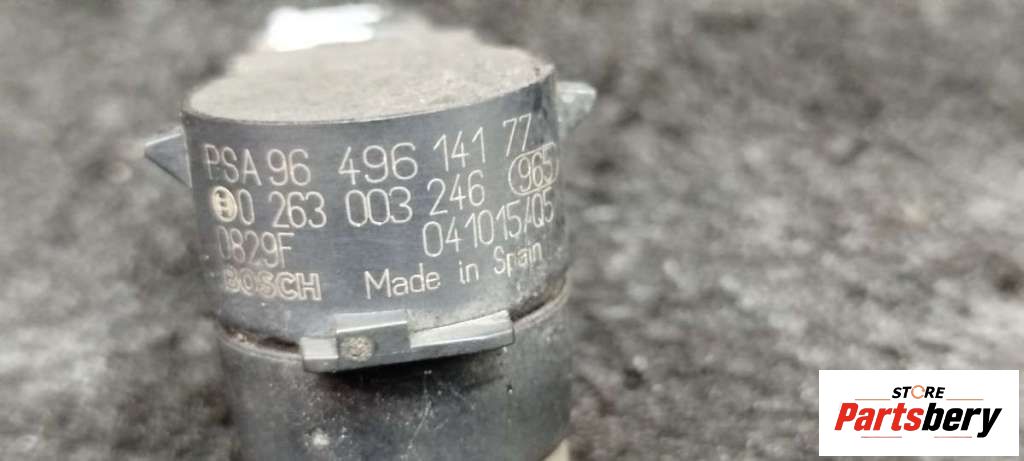 PSA 96 496 141 77
0 263 003 246 965
0829F 041015/Q5
BOSCH Made in Spain
STORE
Partsbery